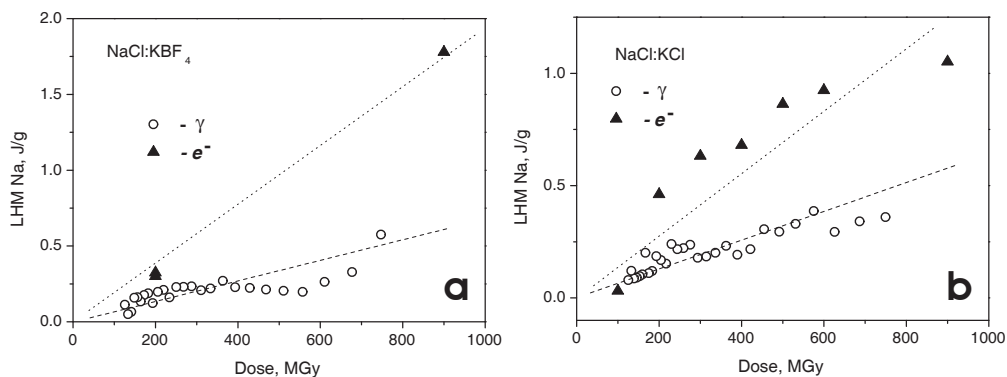 2.0
1.5
1.0
0.5
0.0
LHM Na, J/g
NaCl:KBF4
- γ
- e-
0 200 400 600 800 1000
Dose, MGy
a
1.0
0.5
0.0
LHM Na, J/g
NaCl:KCl
- γ
- e-
0 200 400 600 800 1000
Dose, MGy
b